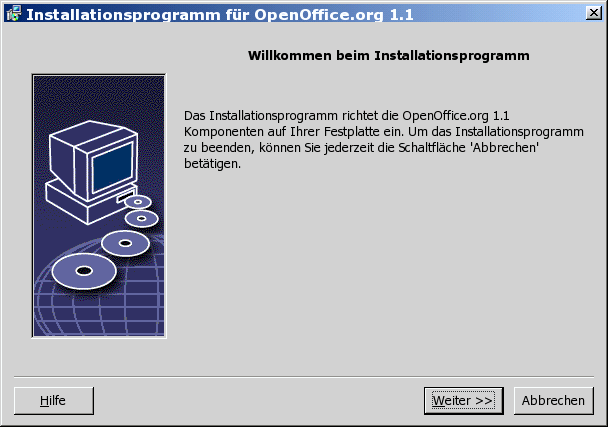 Installationsprogramm für OpenOffice.org 1.1
Willkommen beim Installationsprogramm
Das Installationsprogramm richtet die OpenOffice.org 1.1
Komponenten auf Ihrer Festplatte ein. Um das Installationsprogramm
zu beenden, können Sie jederzeit die Schaltfläche 'Abbrechen'
betätigen.
Hilfe
Weiter >>
Abbrechen